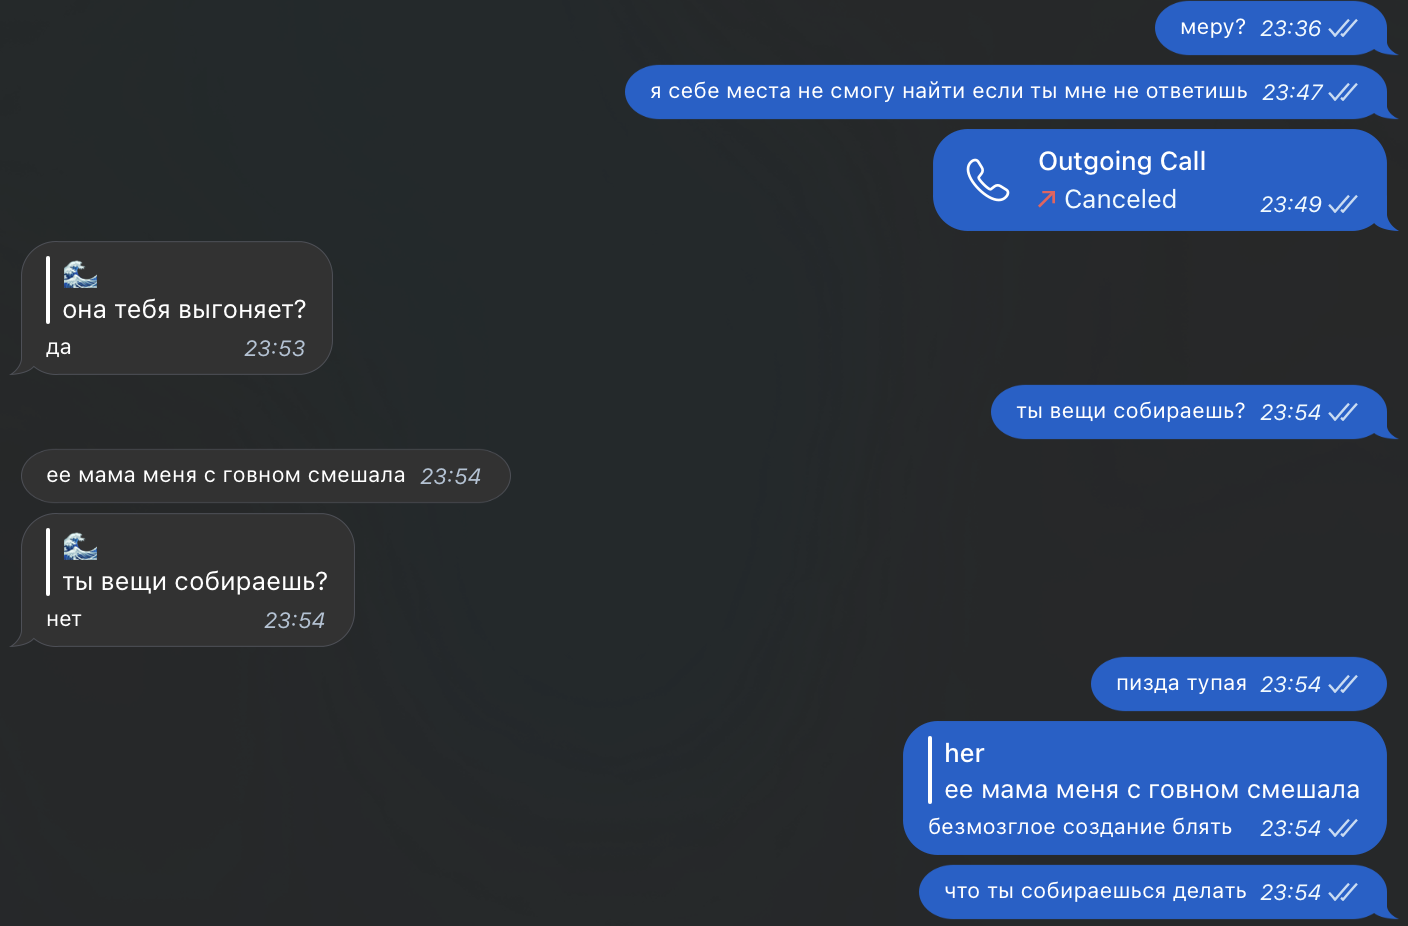 меру? 23:36
я себе места не смогу найти если ты мне не ответишь 23:47
Outgoing Call
Canceled 23:49
она тебя выгоняет?
да 23:53
ты вещи собираешь? 23:54
ее мама меня с говном смешала 23:54
ты вещи собираешь?
нет 23:54
пизда тупая 23:54
her
ее мама меня с говном смешала
безмозглое создание блять 23:54
что ты собираешься делать 23:54